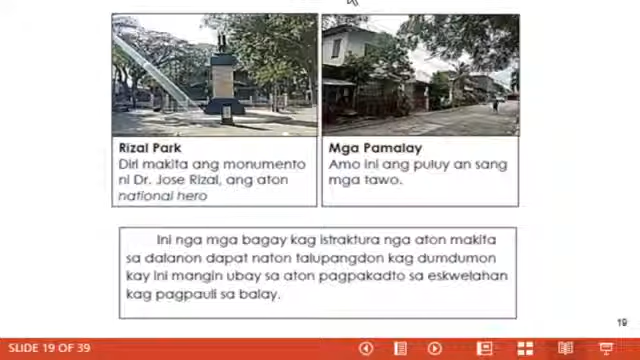 Rizal Park
Diri makita ang monumento
ni Dr. Jose Rizal, ang aton
national hero
Mga Pamalay
Amo ini ang puluy an sang
mga tawo.
Ini nga mga bagay kag istraktura nga aton makita
sa dalanon dapat naton talupangdon kag dumdumon
kay ini mangin ubay sa aton pagpakadto sa eskwelahan
kag pagpauli sa balay.
19
SLIDE 19 OF 39